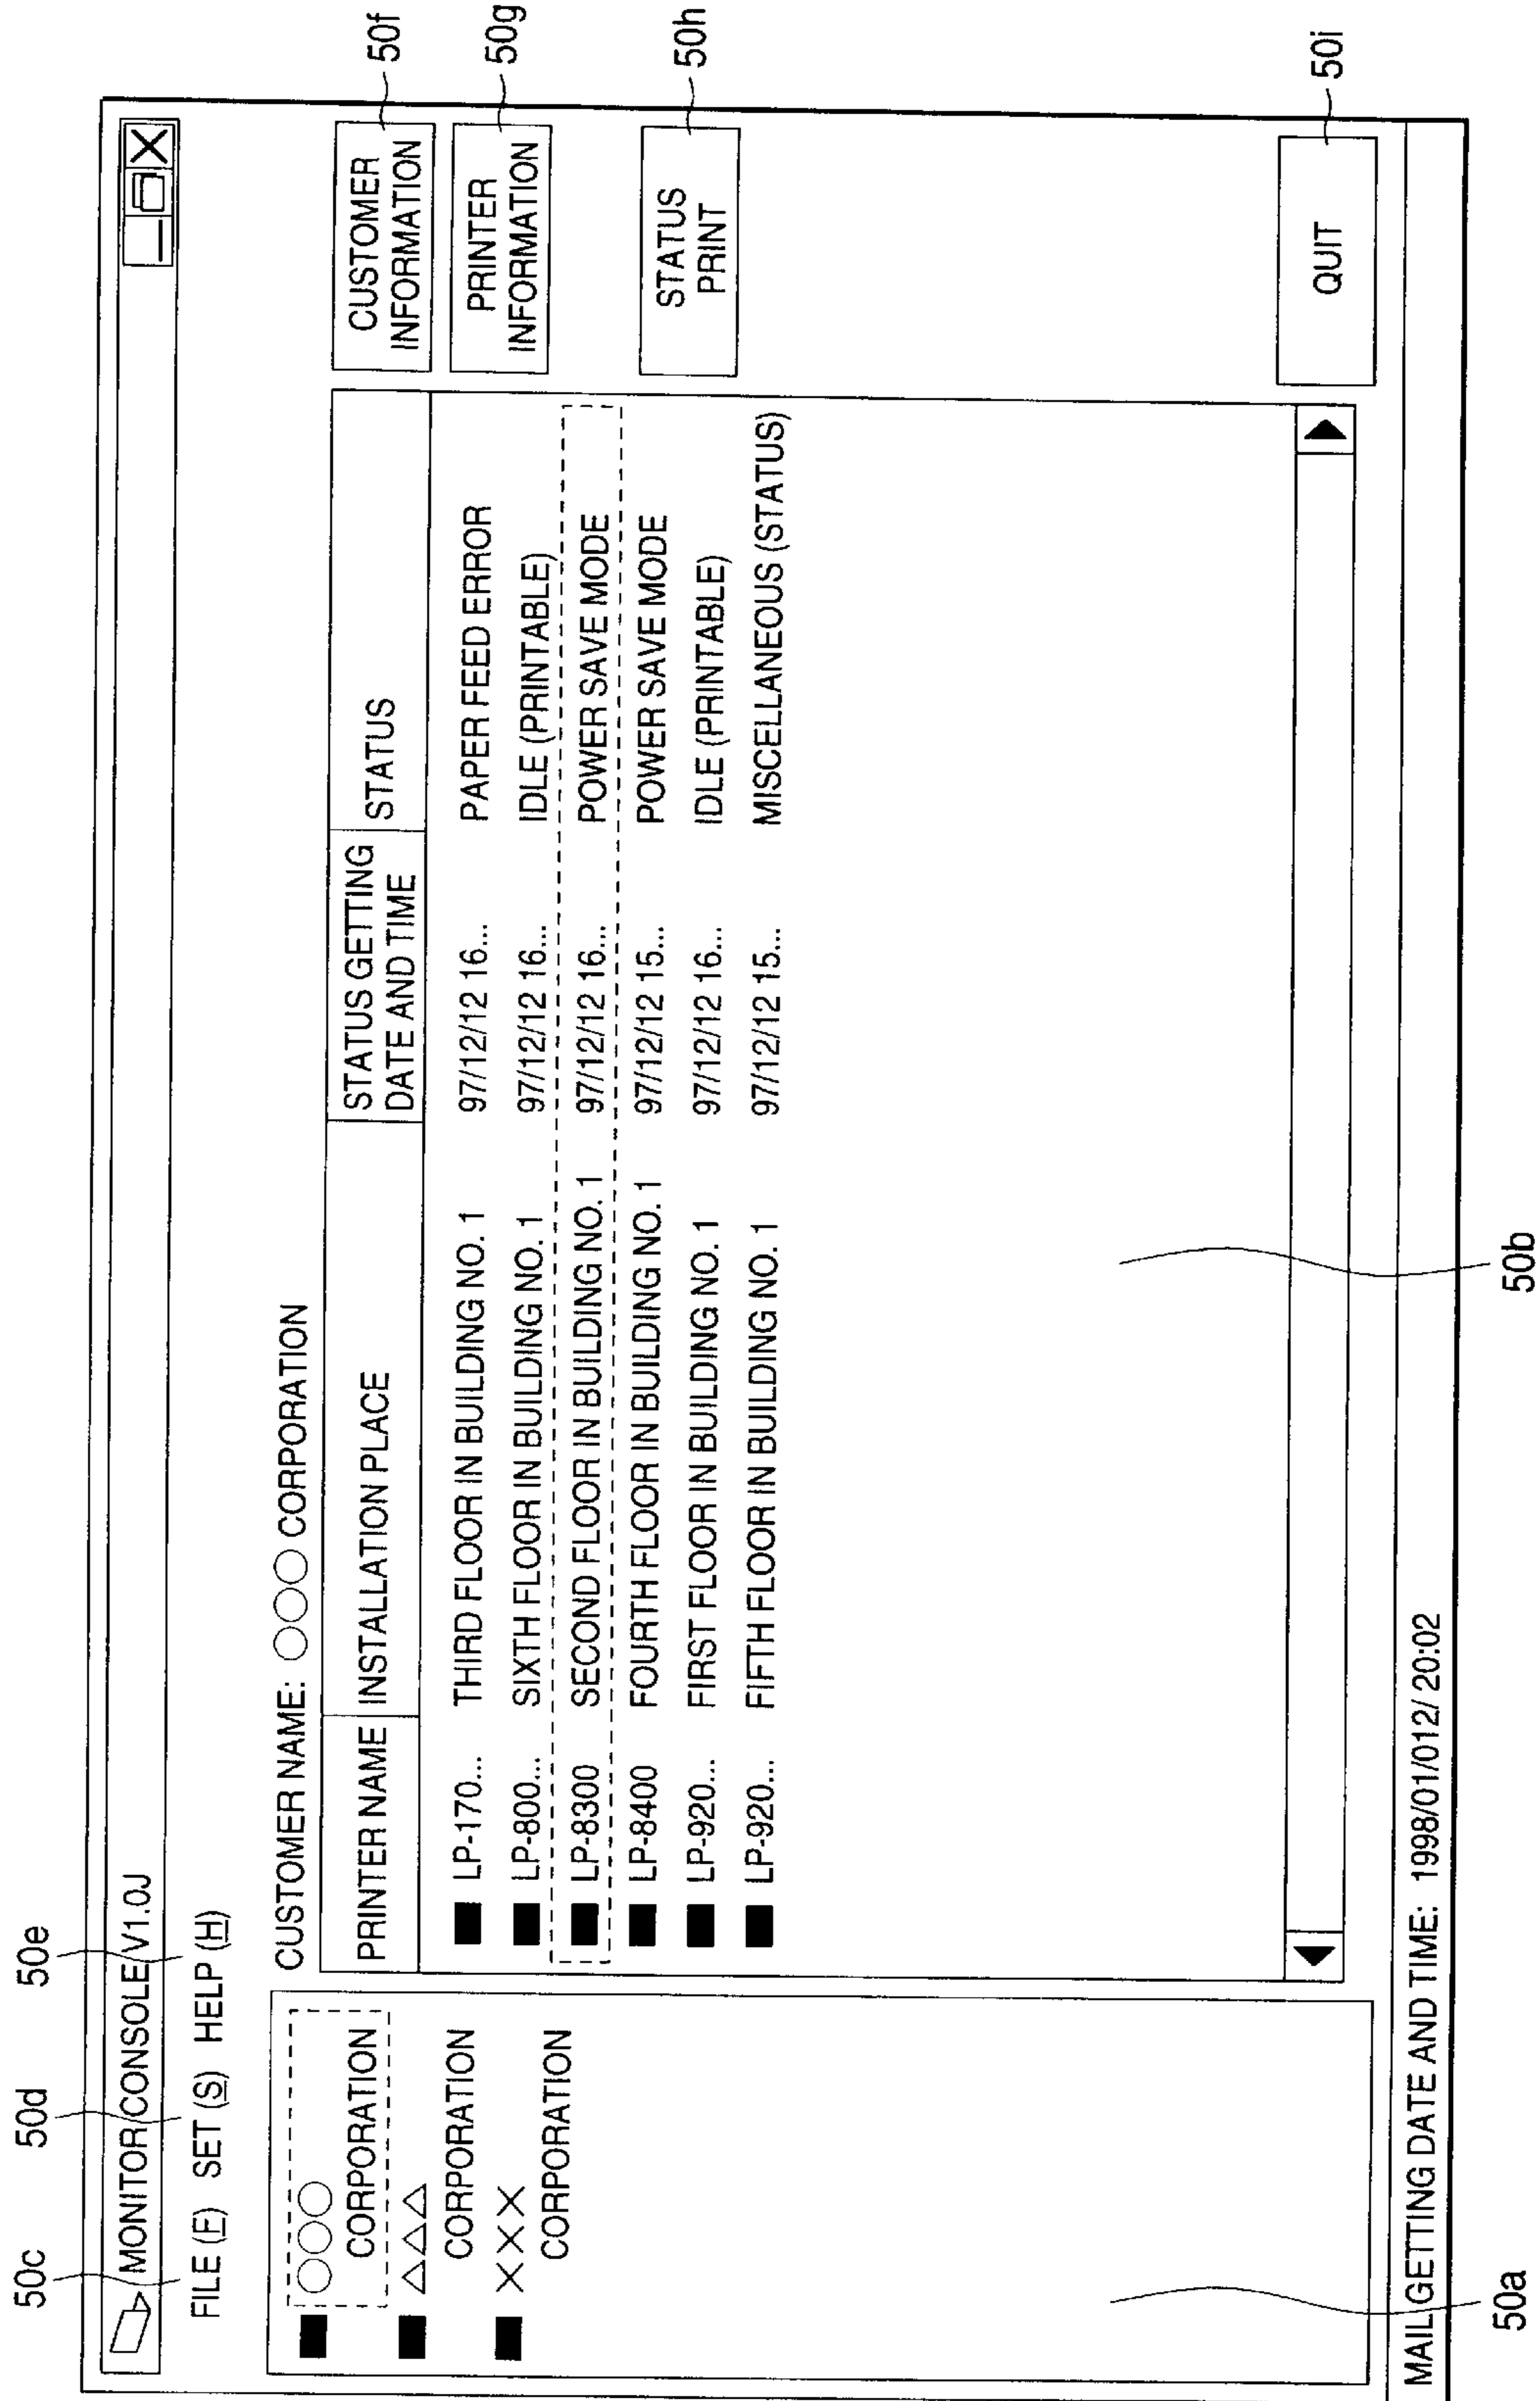 50c 50d 50e
MONITOR CONSOLE V1.0J
FILE (F) SET (S) HELP (H)
○○○ CORPORATION
△△△ CORPORATION
××× CORPORATION
CUSTOMER NAME: ○○○ CORPORATION
PRINTER NAME INSTALLATION PLACE STATUS GETTING DATE AND TIME STATUS
LP-170... THIRD FLOOR IN BUILDING NO. 1 97/12/12 16... PAPER FEED ERROR
LP-800... SIXTH FLOOR IN BUILDING NO. 1 97/12/12 16... IDLE (PRINTABLE)
LP-8300 SECOND FLOOR IN BUILDING NO. 1 97/12/12 16... POWER SAVE MODE
LP-8400 FOURTH FLOOR IN BUILDING NO. 1 97/12/12 15... POWER SAVE MODE
LP-920... FIRST FLOOR IN BUILDING NO. 1 97/12/12 16... IDLE (PRINTABLE)
LP-920... FIFTH FLOOR IN BUILDING NO. 1 97/12/12 15... MISCELLANEOUS (STATUS)
CUSTOMER
INFORMATION
50f
PRINTER
INFORMATION
50g
STATUS
PRINT
50h
QUIT
50i
MAIL GETTING DATE AND TIME: 1998/01/012/ 20:02
50a 50b